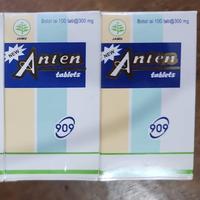 JAMU
Botol isi 100 tab@300 mg
NEW
Anten
tablets
909
JAMU
Botol isi 100 tab@300 mg
NEW
Anten
tablets
909